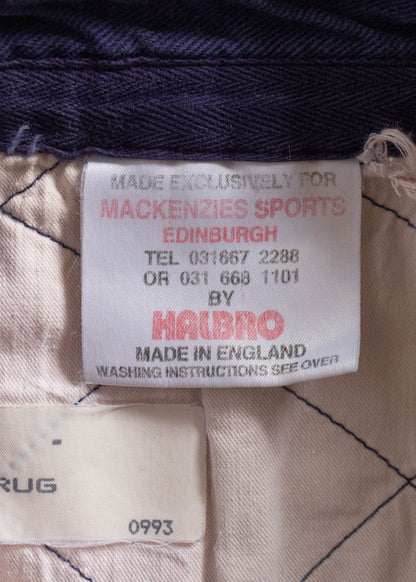 MADE EXCLUSIVELY FOR
MACKENZIES SPORTS
EDINBURGH
TEL 031667 2288
OR 031 668 1101
BY
HALBRO
MADE IN ENGLAND
WASHING INSTRUCTIONS SEE OVER
RUG
0993